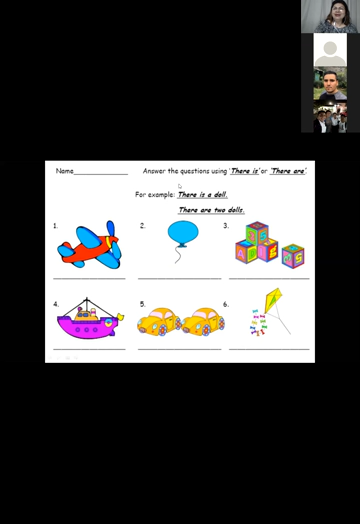 Name____________ Answer the questions using 'There is' or 'There are'.
For example: There is a doll.
There are two dolls.
1. 2. 3.
4. 5. 6.